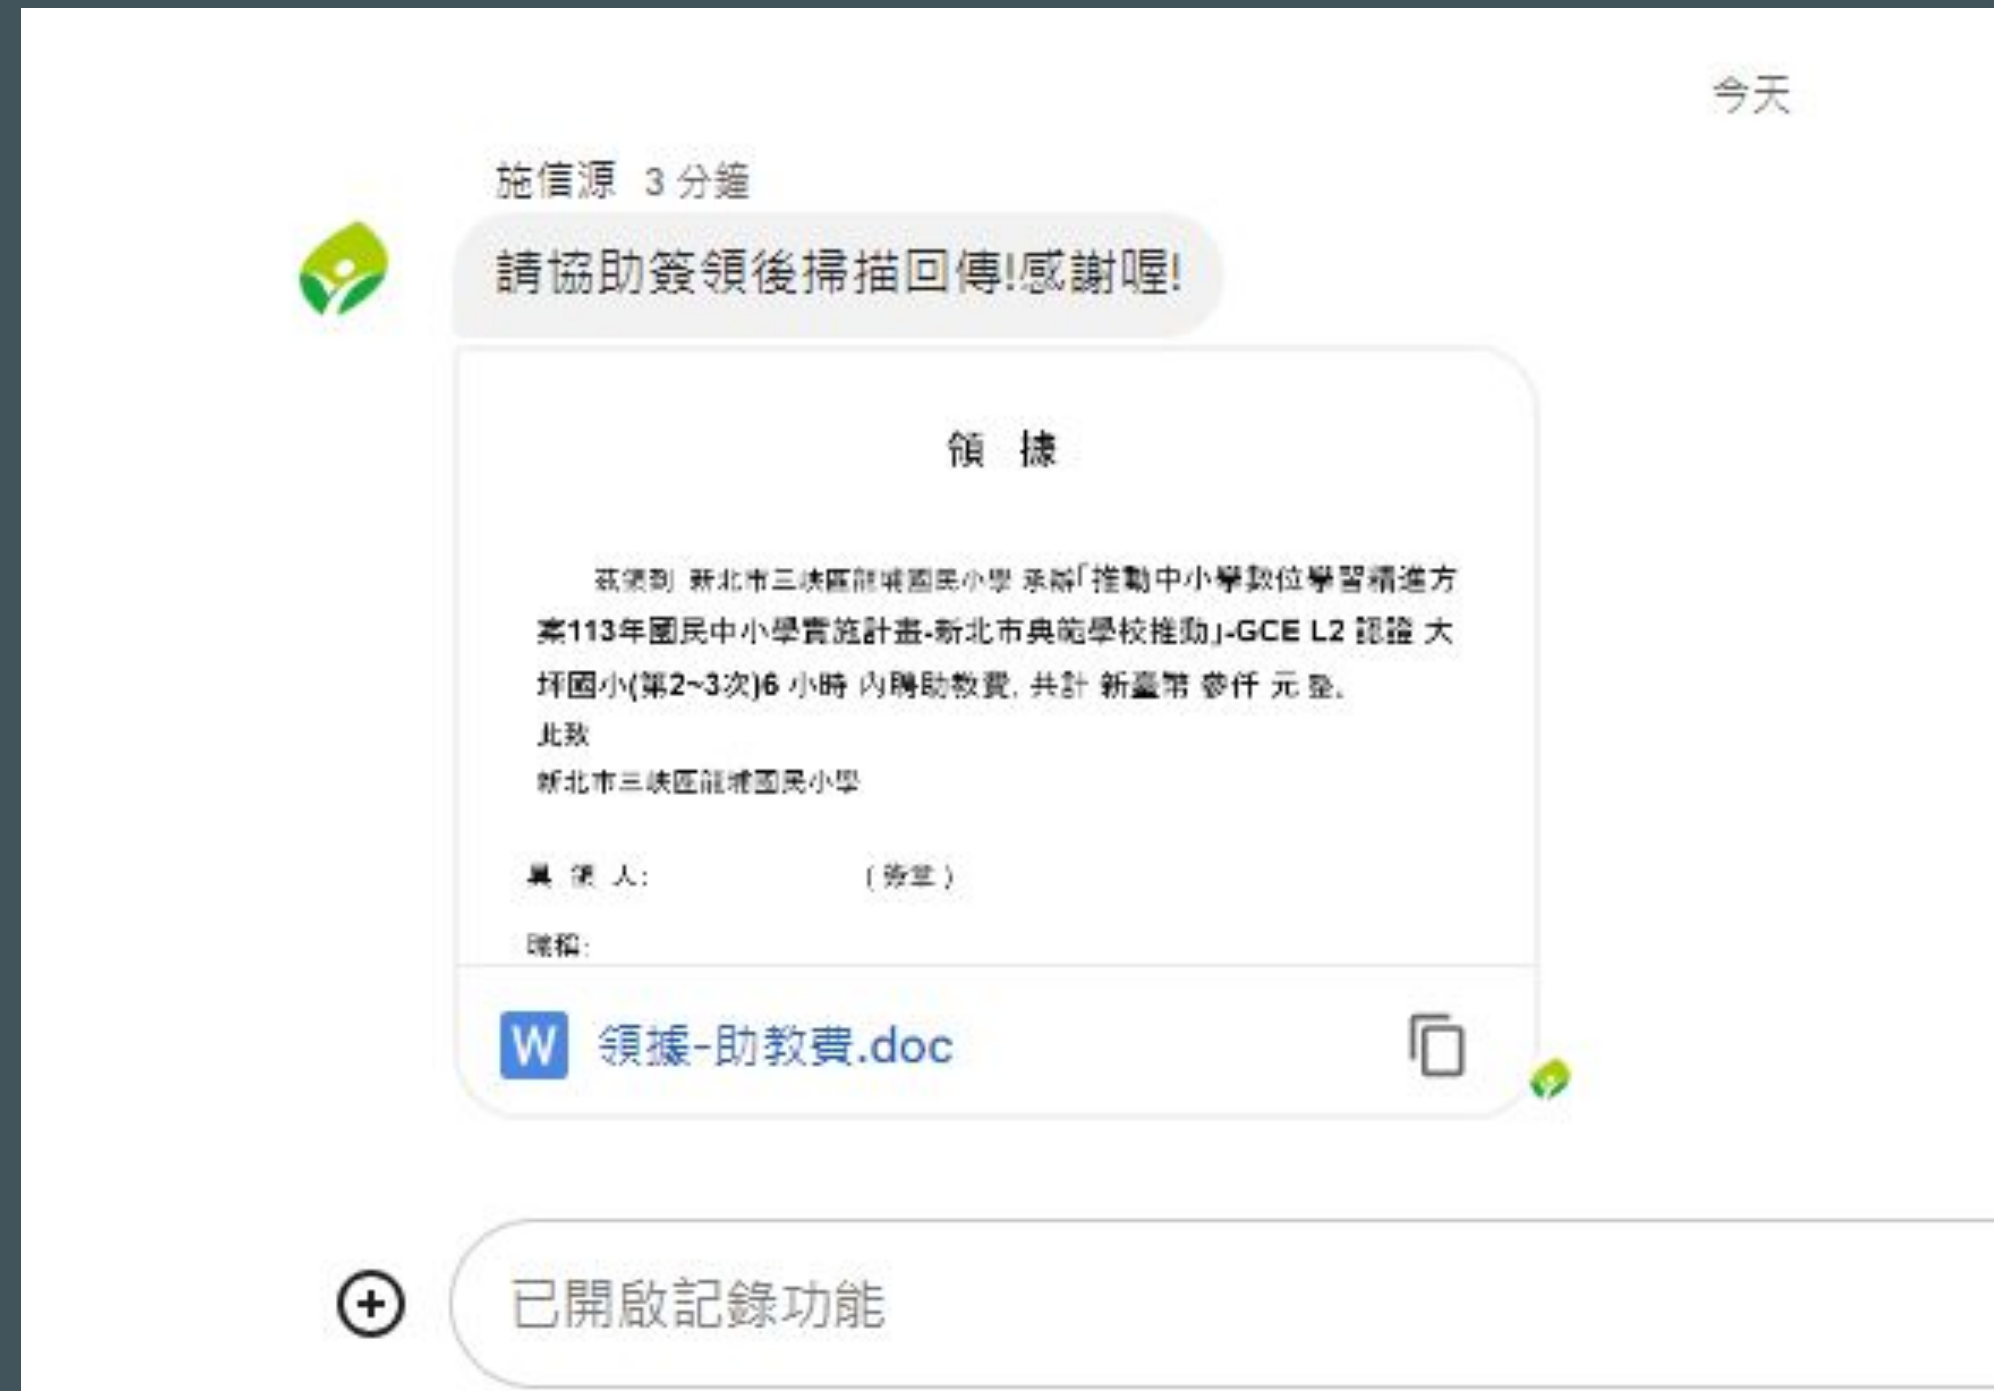 今天
施信源 3 分鐘
請協助簽領後掃描回傳!感謝喔!
領 據
茲領到 新北市三峽區龍埔國民小學 承辦「推動中小學數位學習精進方
案113年國民中小學實施計畫-新北市典範學校推動」-GCE L2 認證 大
坪國小(第2~3次)6 小時 內聘助教費, 共計 新臺幣 參仟 元 整.
此致
新北市三峽區龍埔國民小學
具 領 人: (簽章)
職稱:
W 領據-助教費.doc
已開啟記錄功能